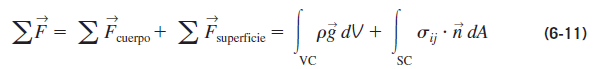 ∑F⃗ = ∑F⃗cuerpo + ∑F⃗superficie = ∫VC ρg⃗ dV + ∫SC σij · n⃗ dA (6-11)